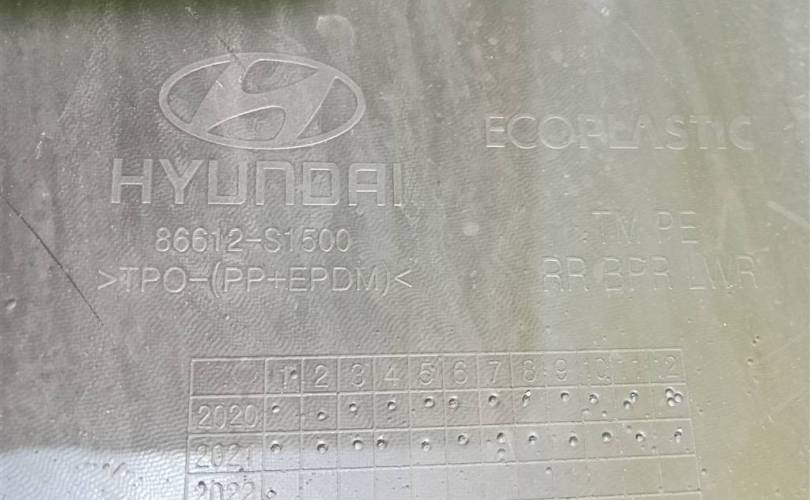 HYUNDAI
86612-S1500
>TPO-(PP+EPDM)<
ECOPLASTIC
TM PE
RR BPR LWR
1 2 3 4 5 6 7 8 9 10 11 12
2020
2021
2022